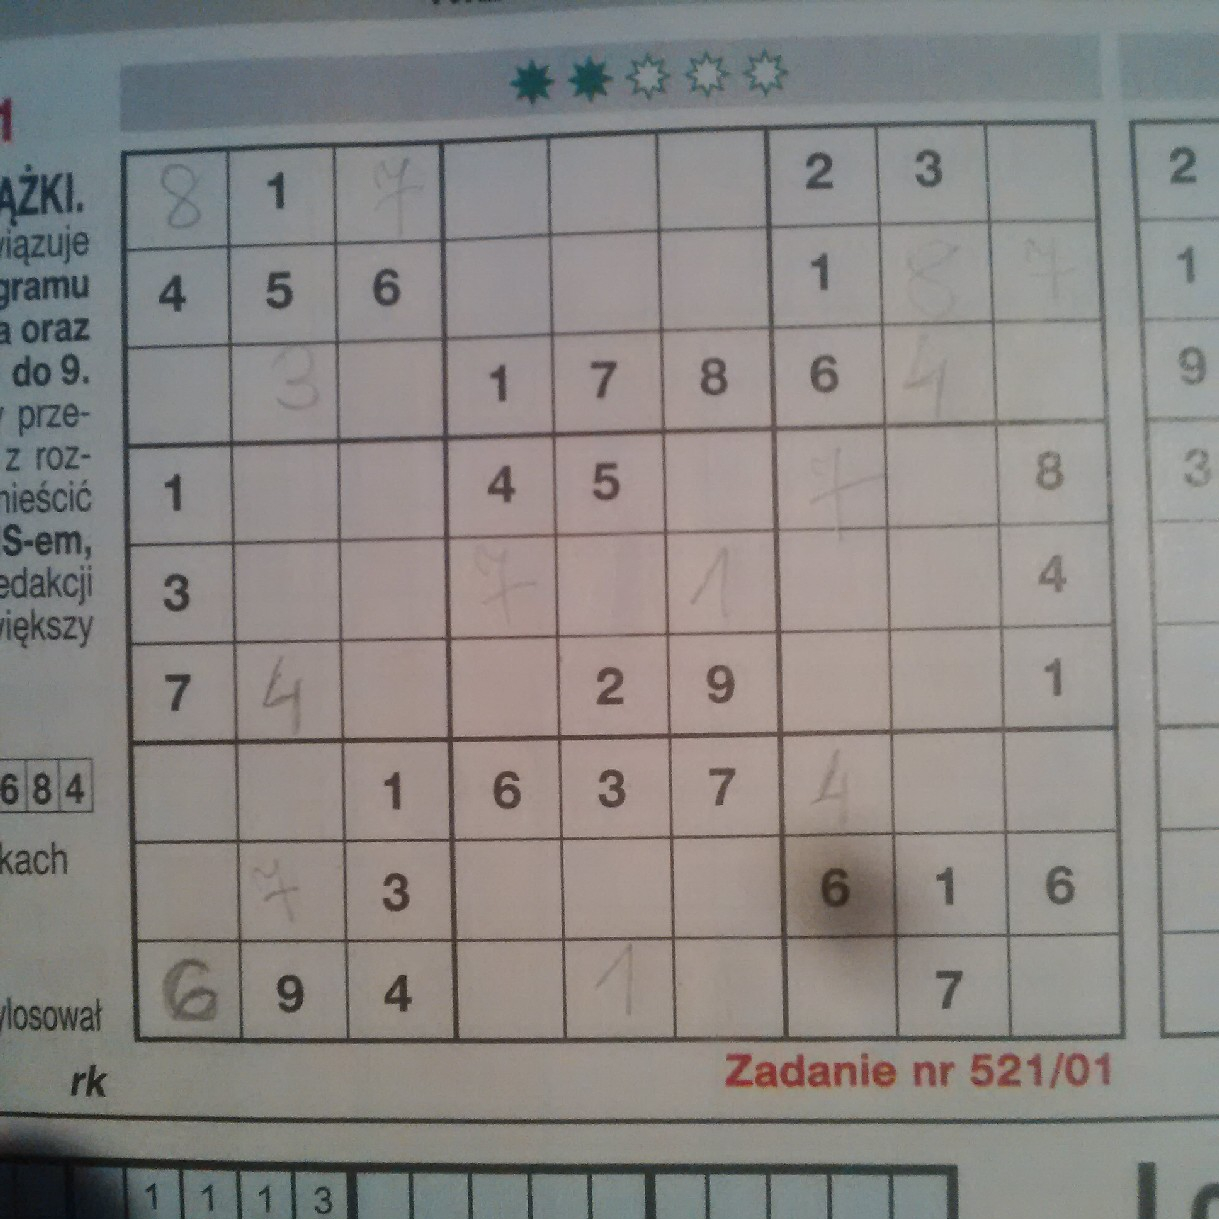 1
ĄŻKI.
wiązuje
gramu
a oraz
do 9.
prze-
z roz-
mieścić
S-em,
edakcji
większy
6 8 4
kach
ylosował
rk
8 1 7 2 3
4 5 6 1 8 7
3 1 7 8 6 4
1 4 5 7 8
3 7 1 4
7 4 2 9 1
1 6 3 7 4
7 3 6 1 6
6 9 4 1 7
Zadanie nr 521/01
2
1
9
3
1 1 1 3